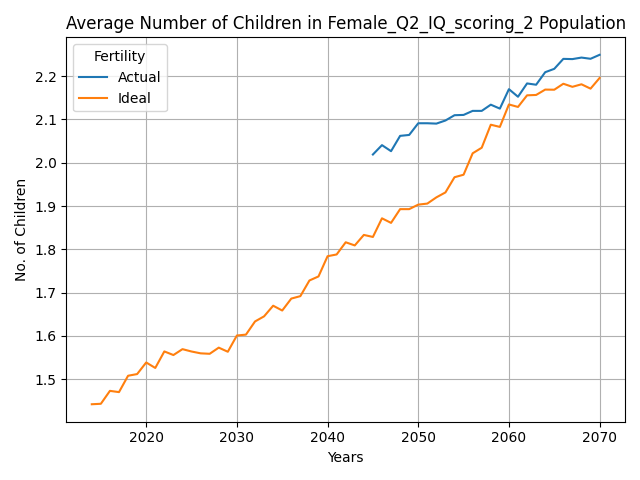 Average Number of Children in Female_Q2_IQ_scoring_2 Population
Fertility
Actual
Ideal
No. of Children
2.2
2.1
2.0
1.9
1.8
1.7
1.6
1.5
2020 2030 2040 2050 2060 2070
Years